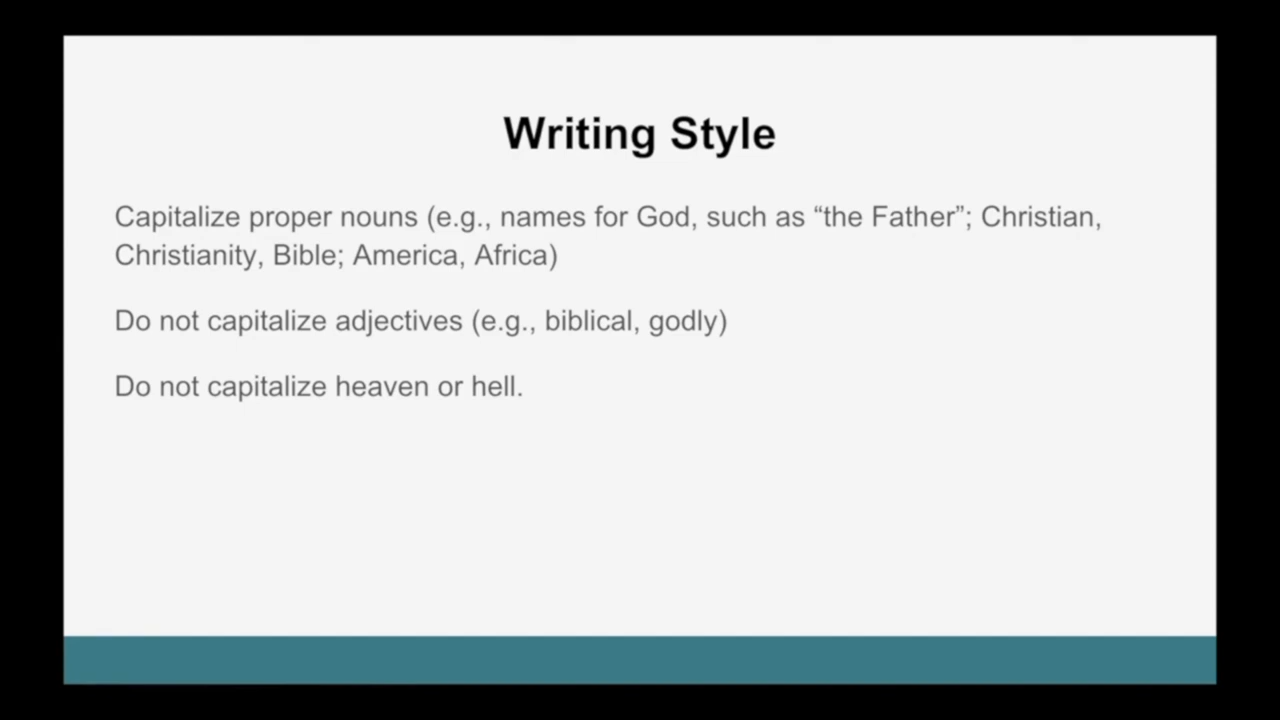 Writing Style
Capitalize proper nouns (e.g., names for God, such as “the Father”; Christian,
Christianity, Bible; America, Africa)
Do not capitalize adjectives (e.g., biblical, godly)
Do not capitalize heaven or hell.